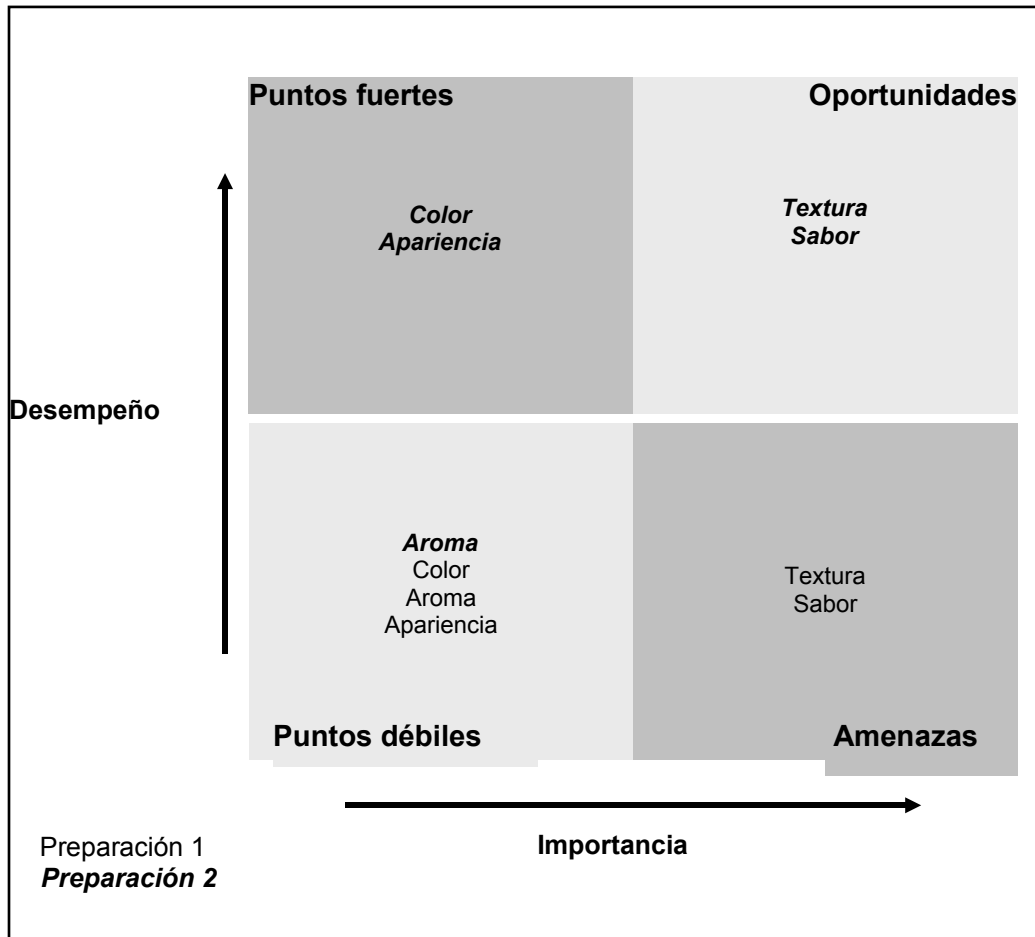 Puntos fuertes
Oportunidades
Color
Apariencia
Textura
Sabor
Desempeño
Aroma
Color
Aroma
Apariencia
Textura
Sabor
Puntos débiles
Amenazas
Importancia
Preparación 1
Preparación 2